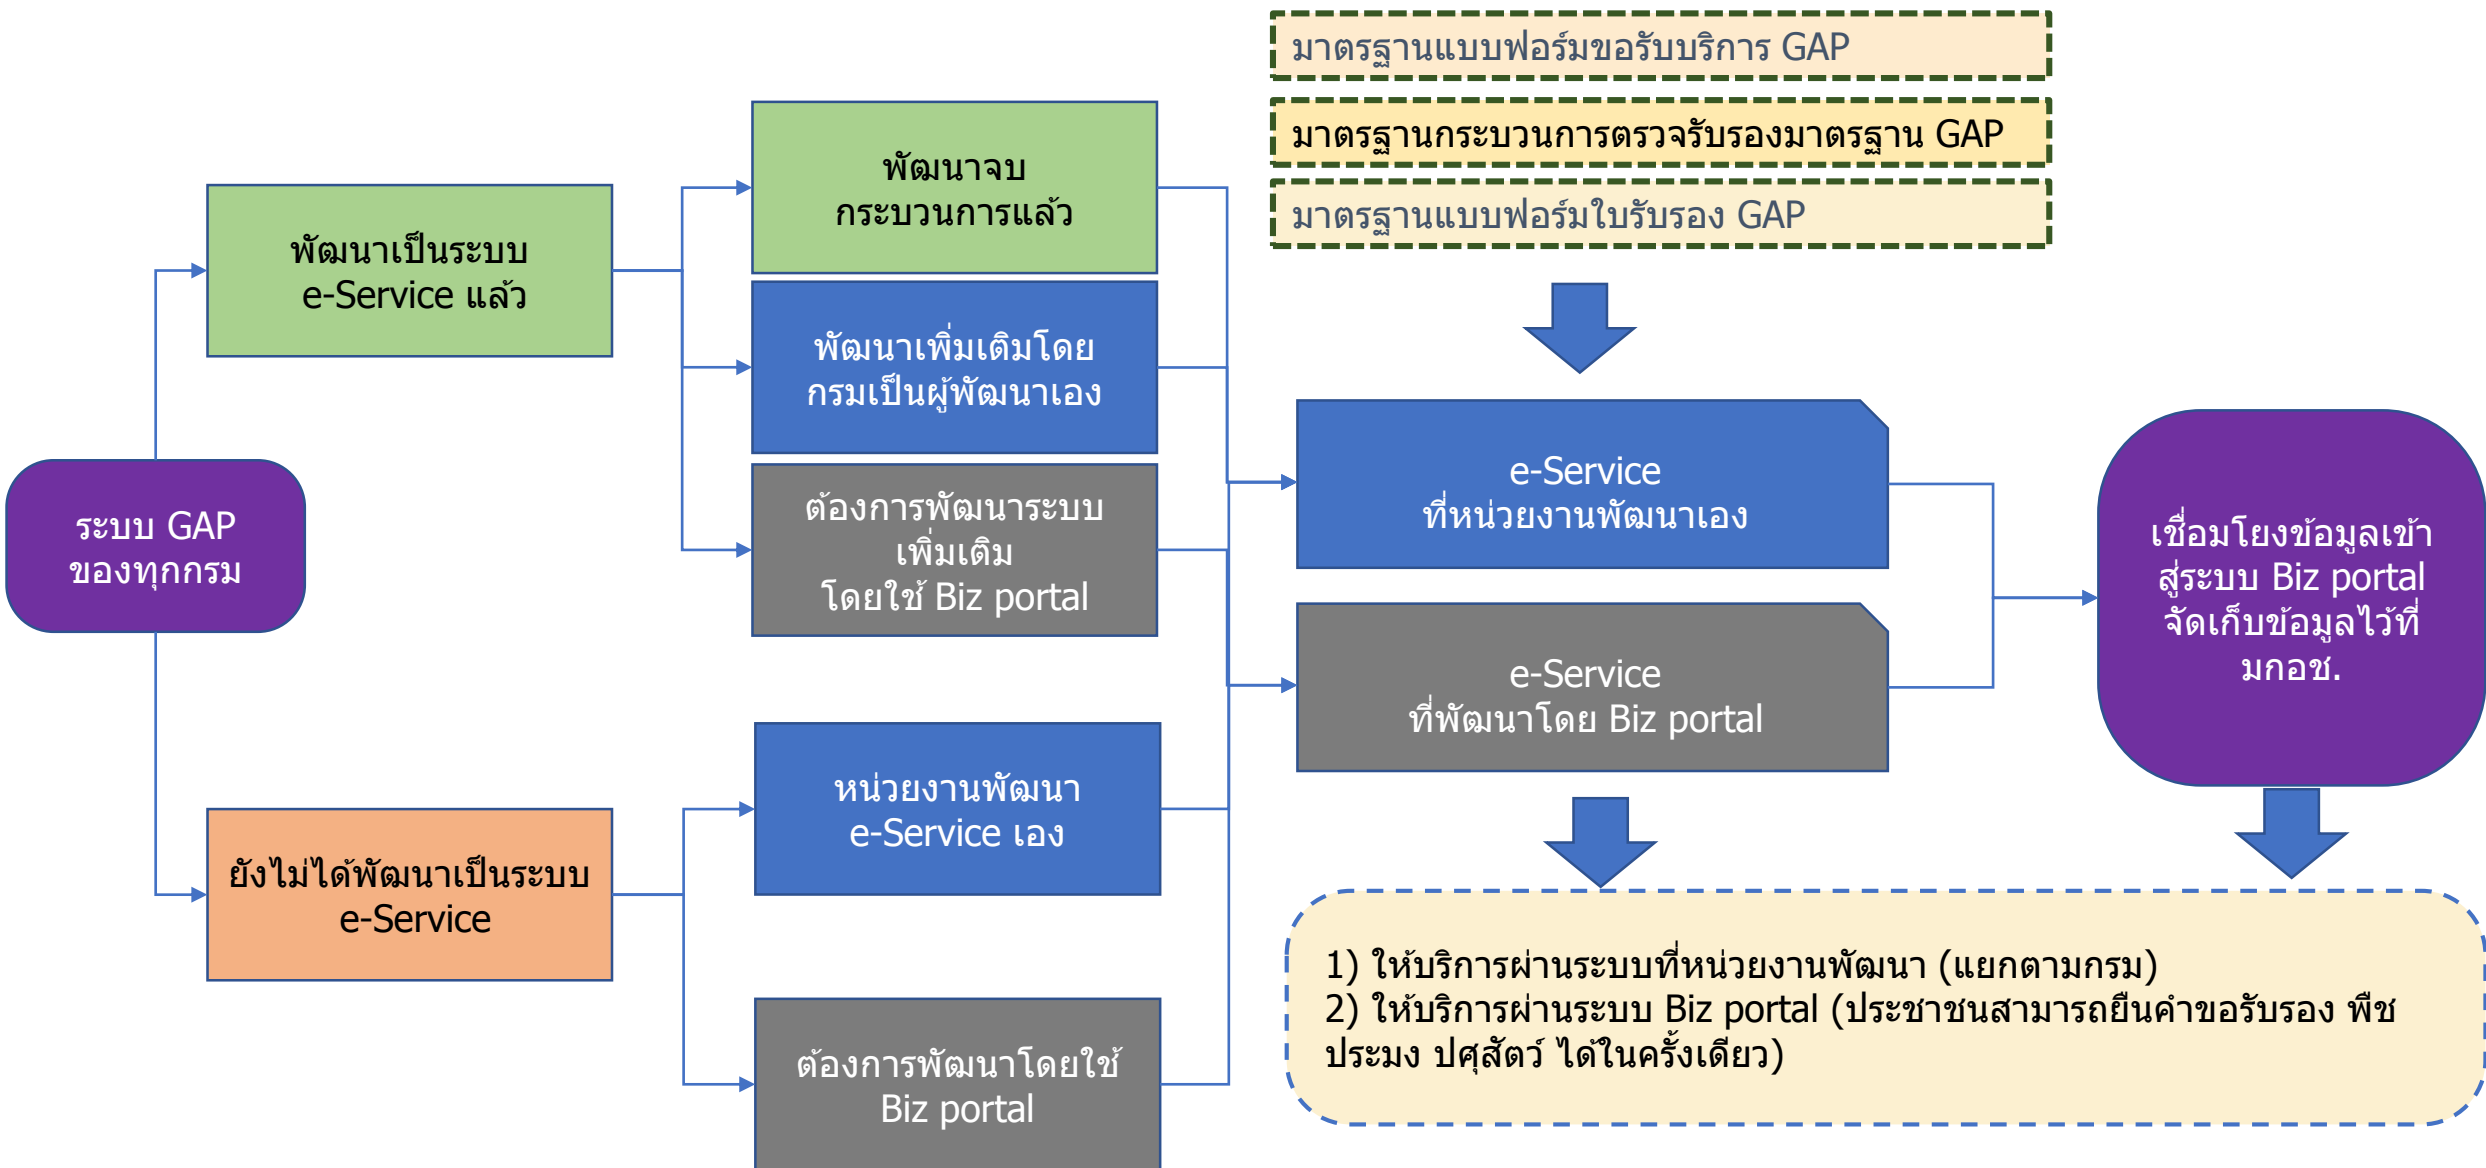 มาตรฐานแบบฟอร์มขอรับบริการ GAP
มาตรฐานกระบวนการตรวจรับรองมาตรฐาน GAP
มาตรฐานแบบฟอร์มใบรับรอง GAP
พัฒนาจบ
กระบวนการแล้ว
พัฒนาเป็นระบบ
e-Service แล้ว
พัฒนาเพิ่มเติมโดย
กรมเป็นผู้พัฒนาเอง
ระบบ GAP
ของทุกกรม
ต้องการพัฒนาระบบ
เพิ่มเติม
โดยใช้ Biz portal
e-Service
ที่หน่วยงานพัฒนาเอง
e-Service
ที่พัฒนาโดย Biz portal
เชื่อมโยงข้อมูลเข้า
สู่ระบบ Biz portal
จัดเก็บข้อมูลไว้ที่
มกอช.
หน่วยงานพัฒนา
e-Service เอง
ยังไม่ได้พัฒนาเป็นระบบ
e-Service
ต้องการพัฒนาโดยใช้
Biz portal
1) ให้บริการผ่านระบบที่หน่วยงานพัฒนา (แยกตามกรม)
2) ให้บริการผ่านระบบ Biz portal (ประชาชนสามารถยืนคำขอรับรอง พืช
ประมง ปศุสัตว์ ได้ในครั้งเดียว)